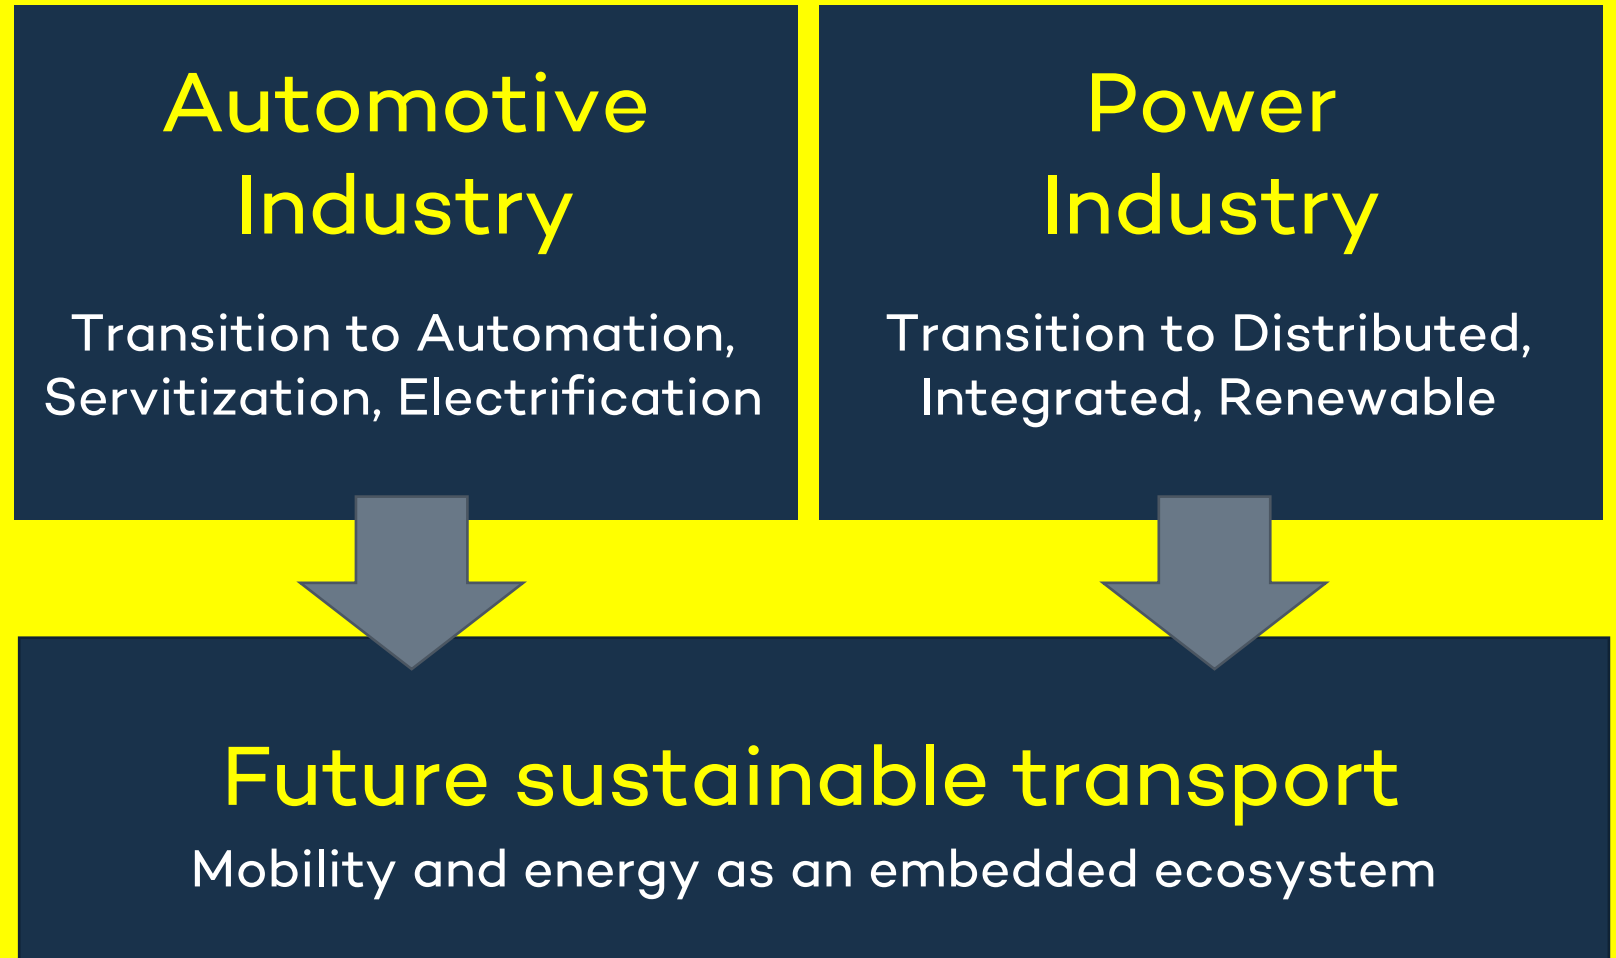 Automotive
Industry
Transition to Automation,
Servitization, Electrification
Power
Industry
Transition to Distributed,
Integrated, Renewable
Future sustainable transport
Mobility and energy as an embedded ecosystem